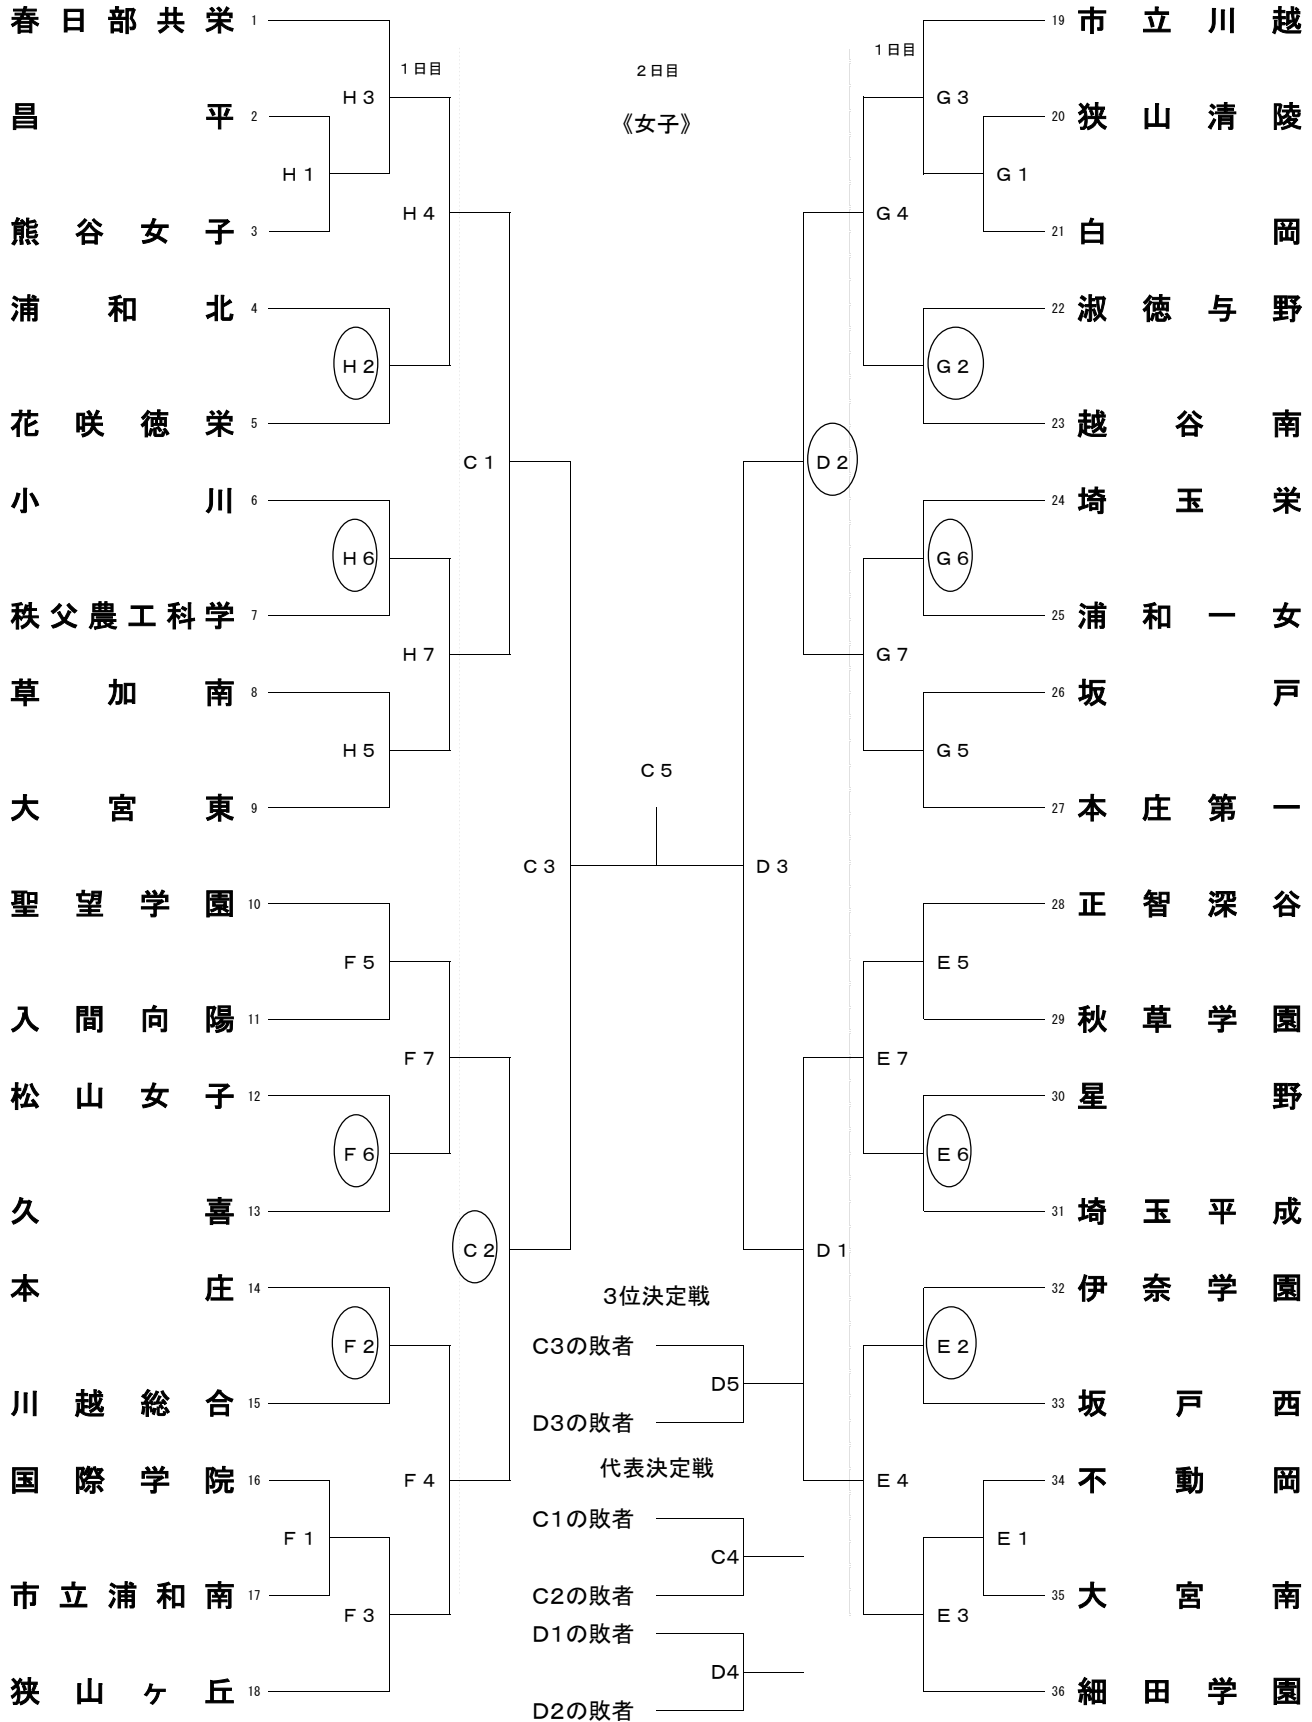 春日部共栄 1
昌平 2
熊谷女子 3
浦和北 4
花咲徳栄 5
小川 6
秩父農工科学 7
草加南 8
大宮東 9
聖望学園 10
入間向陽 11
松山女子 12
久喜 13
本庄 14
川越総合 15
国際学院 16
市立浦和南 17
狭山ヶ丘 18
H1
H3
H2
H6
H5
F5
F6
F2
F1
F3
1日目
H4
H7
F7
F4
C1
C2
C3
2日目
《女子》
C5
3位決定戦
C3の敗者
D5
D3の敗者
代表決定戦
C1の敗者
C4
C2の敗者
D1の敗者
D4
D2の敗者
D3
D2
D1
1日目
G4
G7
E7
E4
G3
G1
G2
G6
G5
E5
E6
E2
E1
E3
19 市立川越
20 狭山清陵
21 白岡
22 淑徳与野
23 越谷南
24 埼玉栄
25 浦和一女
26 坂戸
27 本庄第一
28 正智深谷
29 秋草学園
30 星野
31 埼玉平成
32 伊奈学園
33 坂戸西
34 不動岡
35 大宮南
36 細田学園